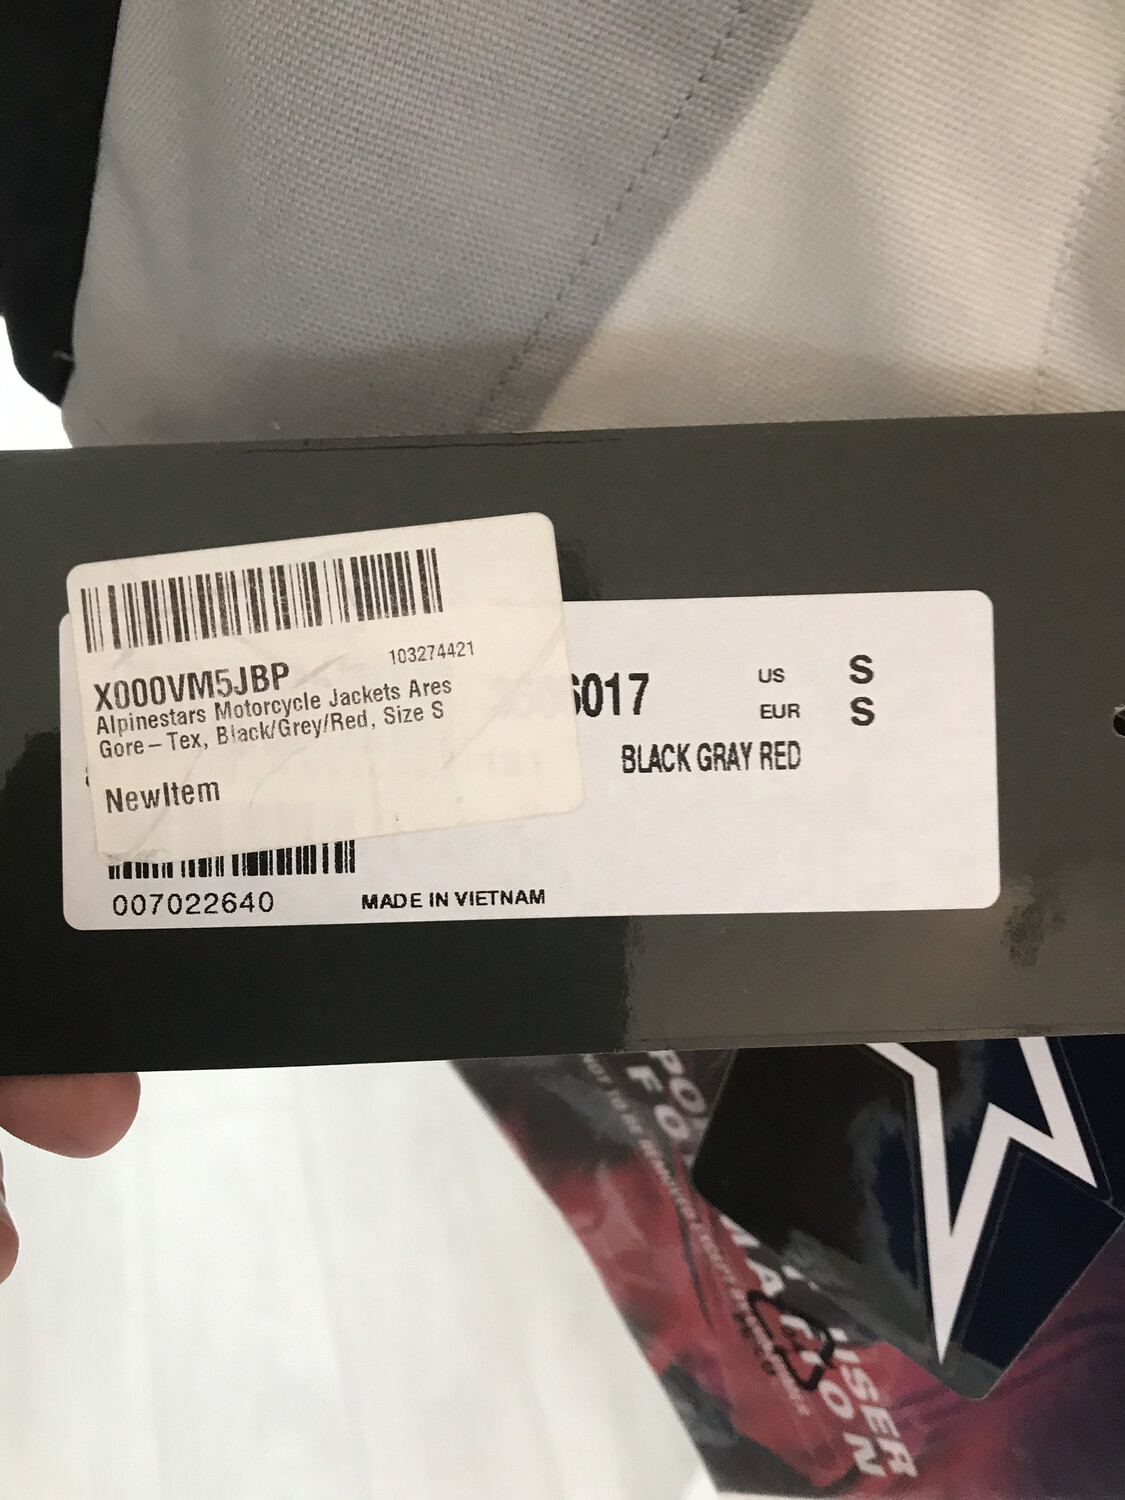 103274421
X000VM5JBP
Alpinestars Motorcycle Jackets Ares
Gore-Tex, Black/Grey/Red, Size S
NewItem
6017
US S
EUR S
BLACK GRAY RED
007022640
MADE IN VIETNAM